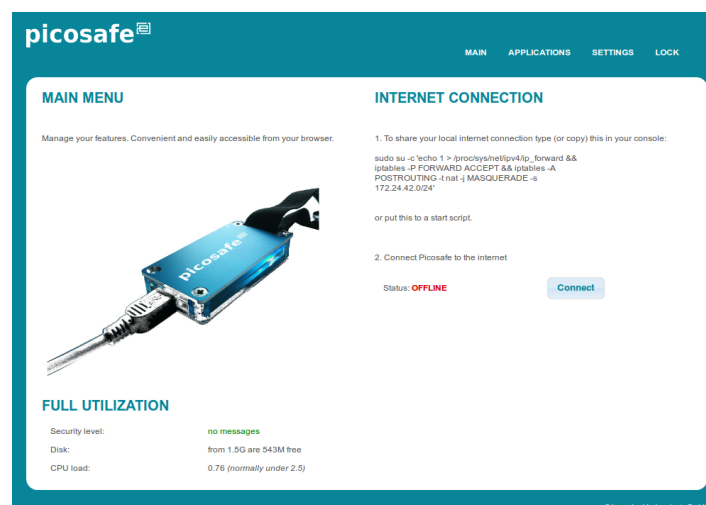 picosafe
MAIN APPLICATIONS SETTINGS LOCK
MAIN MENU
Manage your features. Convenient and easily accessible from your browser.
picosafe
FULL UTILIZATION
Security level: no messages
Disk: from 1.5G are 543M free
CPU load: 0.76 (normally under 2.5)
INTERNET CONNECTION
1. To share your local internet connection type (or copy) this in your console:
sudo su -c 'echo 1 > /proc/sys/net/ipv4/ip_forward &&
iptables -P FORWARD ACCEPT && iptables -A
POSTROUTING -t nat -j MASQUERADE -s
172.24.42.0/24'
or put this to a start script.
2. Connect Picosafe to the internet
Status: OFFLINE Connect